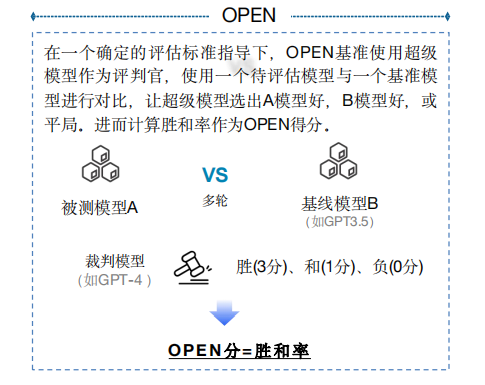 OPEN
在一个确定的评估标准指导下，OPEN基准使用超级
模型作为评判官，使用一个待评估模型与一个基准模
型进行对比，让超级模型选出A模型好，B模型好，或
平局。进而计算胜和率作为OPEN得分。
VS
多轮
被测模型A
基线模型B
(如GPT3.5)
裁判模型
(如GPT-4 )
胜(3分)、和(1分)、负(0分)
OPEN分=胜和率